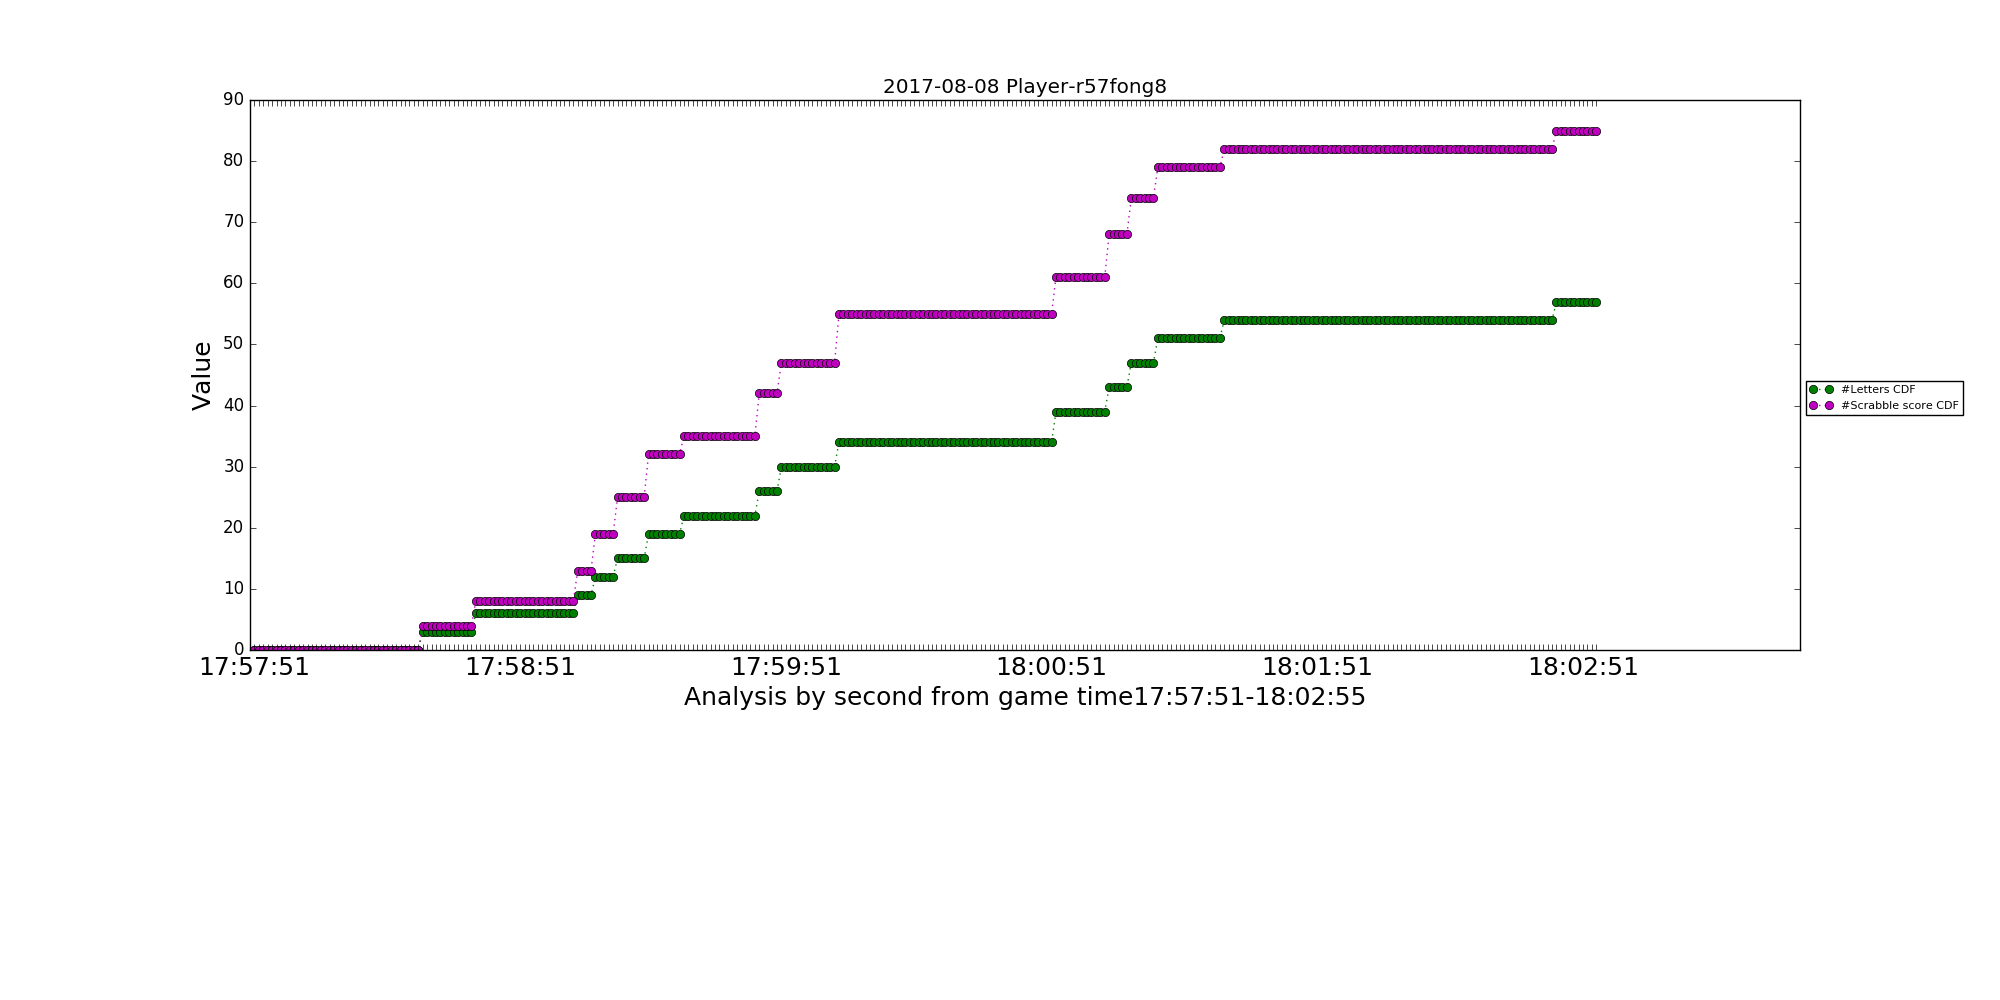 2017-08-08 Player-r57fong8
90
80
70
60
50
40
30
20
10
0
Value
#Letters CDF
#Scrabble score CDF
17:57:51 17:58:51 17:59:51 18:00:51 18:01:51 18:02:51
Analysis by second from game time17:57:51-18:02:55